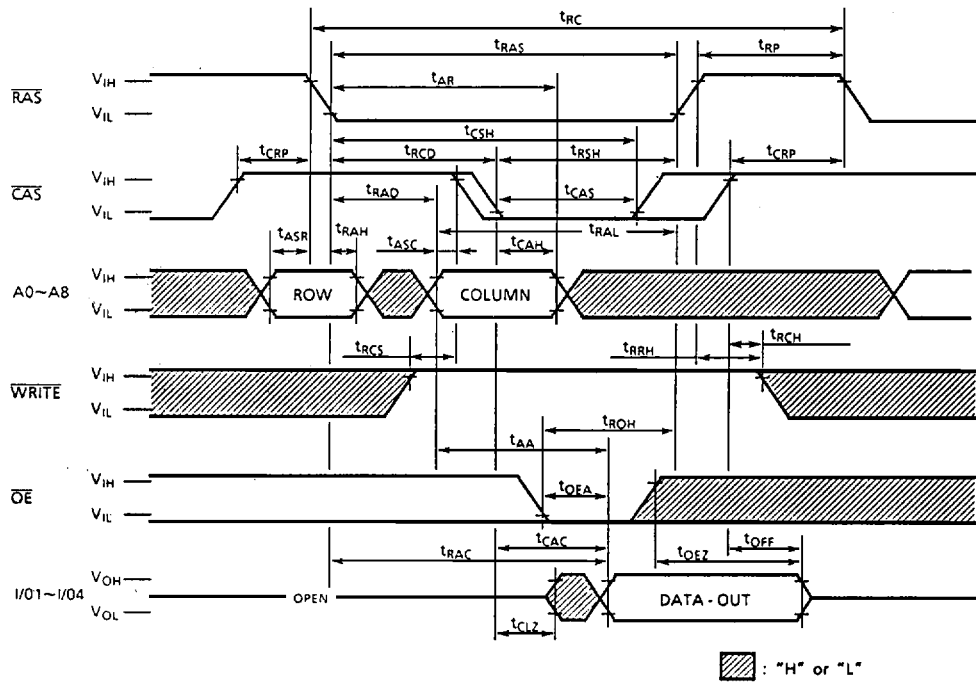 tRC
tRAS
tRP
tAR
RAS
VIH
VIL
tCSH
tCRP
tRCD
tRSH
tCRP
CAS
VIH
VIL
tRAD
tCAS
tRAL
tASR
tRAH
tASC
tCAH
A0~A8
VIH
VIL
ROW
COLUMN
tRCS
tRRH
tRCH
WRITE
VIH
VIL
tROH
tAA
OE
VIH
VIL
tOEA
tCAC
tRAC
tOEZ
tOFF
I/01~I/04
VOH
VOL
OPEN
DATA-OUT
tCLZ
: "H" or "L"